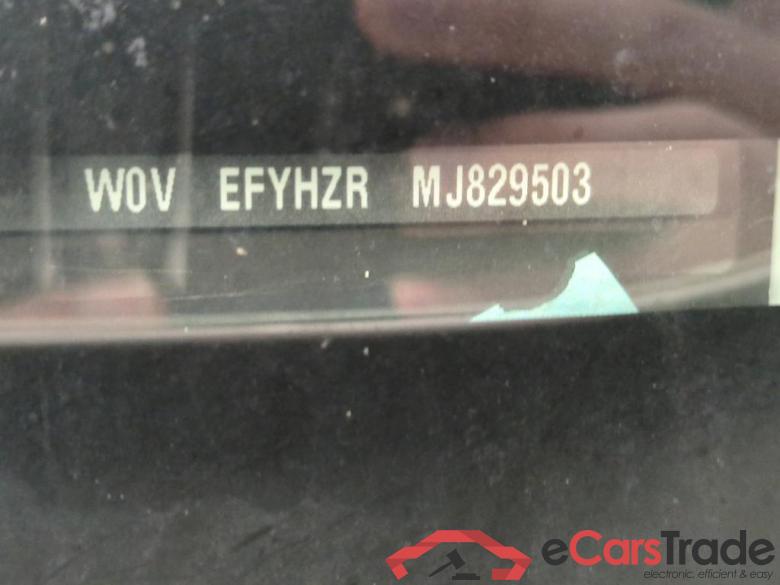 W0V EFYHZR MJ829503
eCarsTrade
electronic, efficient & easy